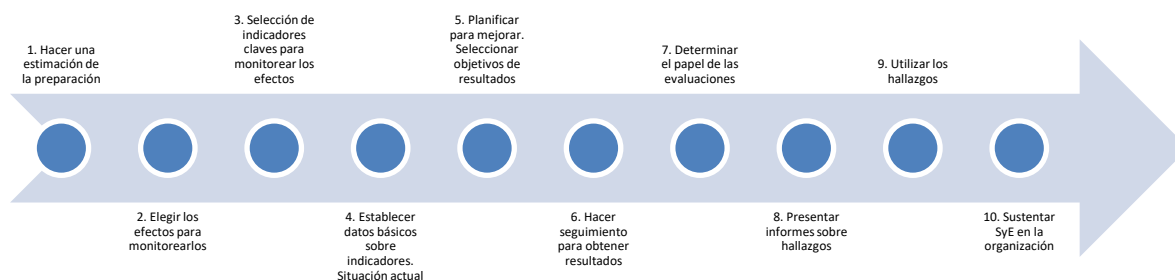 1. Hacer una
estimación de
la preparación
2. Elegir los
efectos para
monitorearlos
3. Selección de
indicadores
claves para
monitorear los
efectos
4. Establecer
datos básicos
sobre
indicadores.
Situación actual
5. Planificar
para mejorar.
Seleccionar
objetivos de
resultados
6. Hacer
seguimiento
para obtener
resultados
7. Determinar
el papel de las
evaluaciones
8. Presentar
informes sobre
hallazgos
9. Utilizar los
hallazgos
10. Sustentar
SyE en la
organización